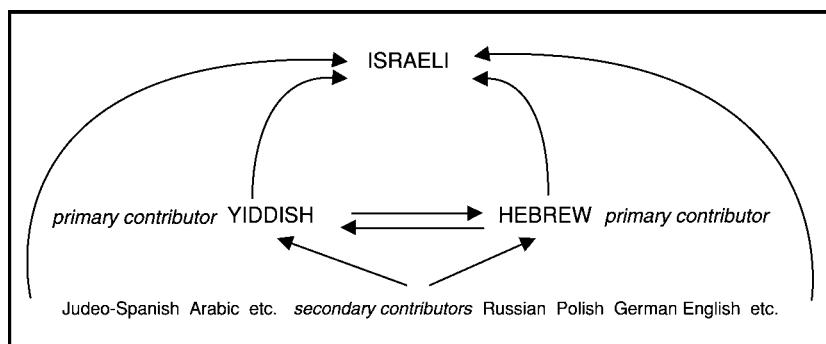 ISRAELI
primary contributor YIDDISH HEBREW primary contributor
Judeo-Spanish Arabic etc. secondary contributors Russian Polish German English etc.